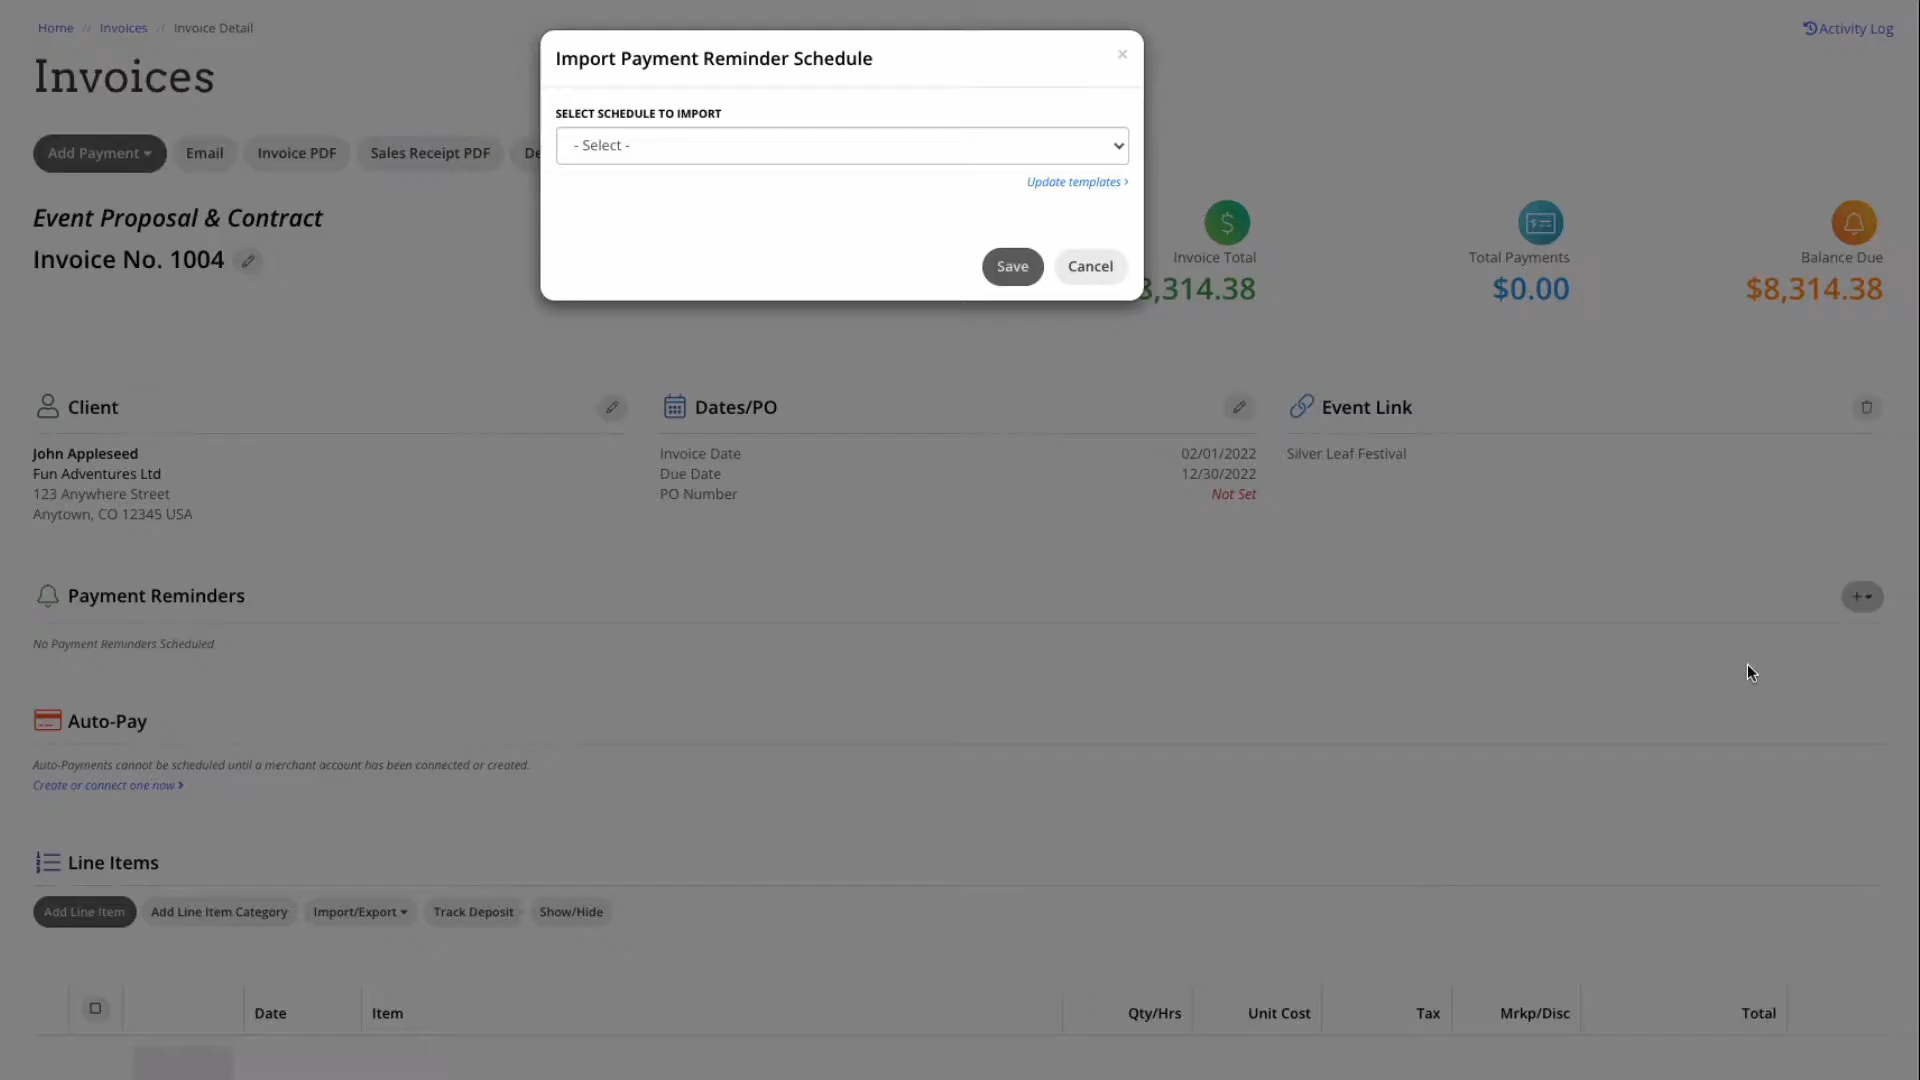 Home // Invoices // Invoice Detail
Activity Log
Invoices
Import Payment Reminder Schedule
×
SELECT SCHEDULE TO IMPORT
- Select -
Update templates ›
Save Cancel
Add Payment Email Invoice PDF Sales Receipt PDF
Event Proposal & Contract
Invoice No. 1004
Invoice Total Total Payments Balance Due
,314.38 $0.00 $8,314.38
Client
John Appleseed
Fun Adventures Ltd
123 Anywhere Street
Anytown, CO 12345 USA
Dates/PO
Invoice Date 02/01/2022
Due Date 12/30/2022
PO Number Not Set
Event Link
Silver Leaf Festival
Payment Reminders
+
No Payment Reminders Scheduled
Auto-Pay
Auto-Payments cannot be scheduled until a merchant account has been connected or created.
Create or connect one now ›
Line Items
Add Line Item Add Line Item Category Import/Export Track Deposit Show/Hide
Date Item Qty/Hrs Unit Cost Tax Mrkp/Disc Total